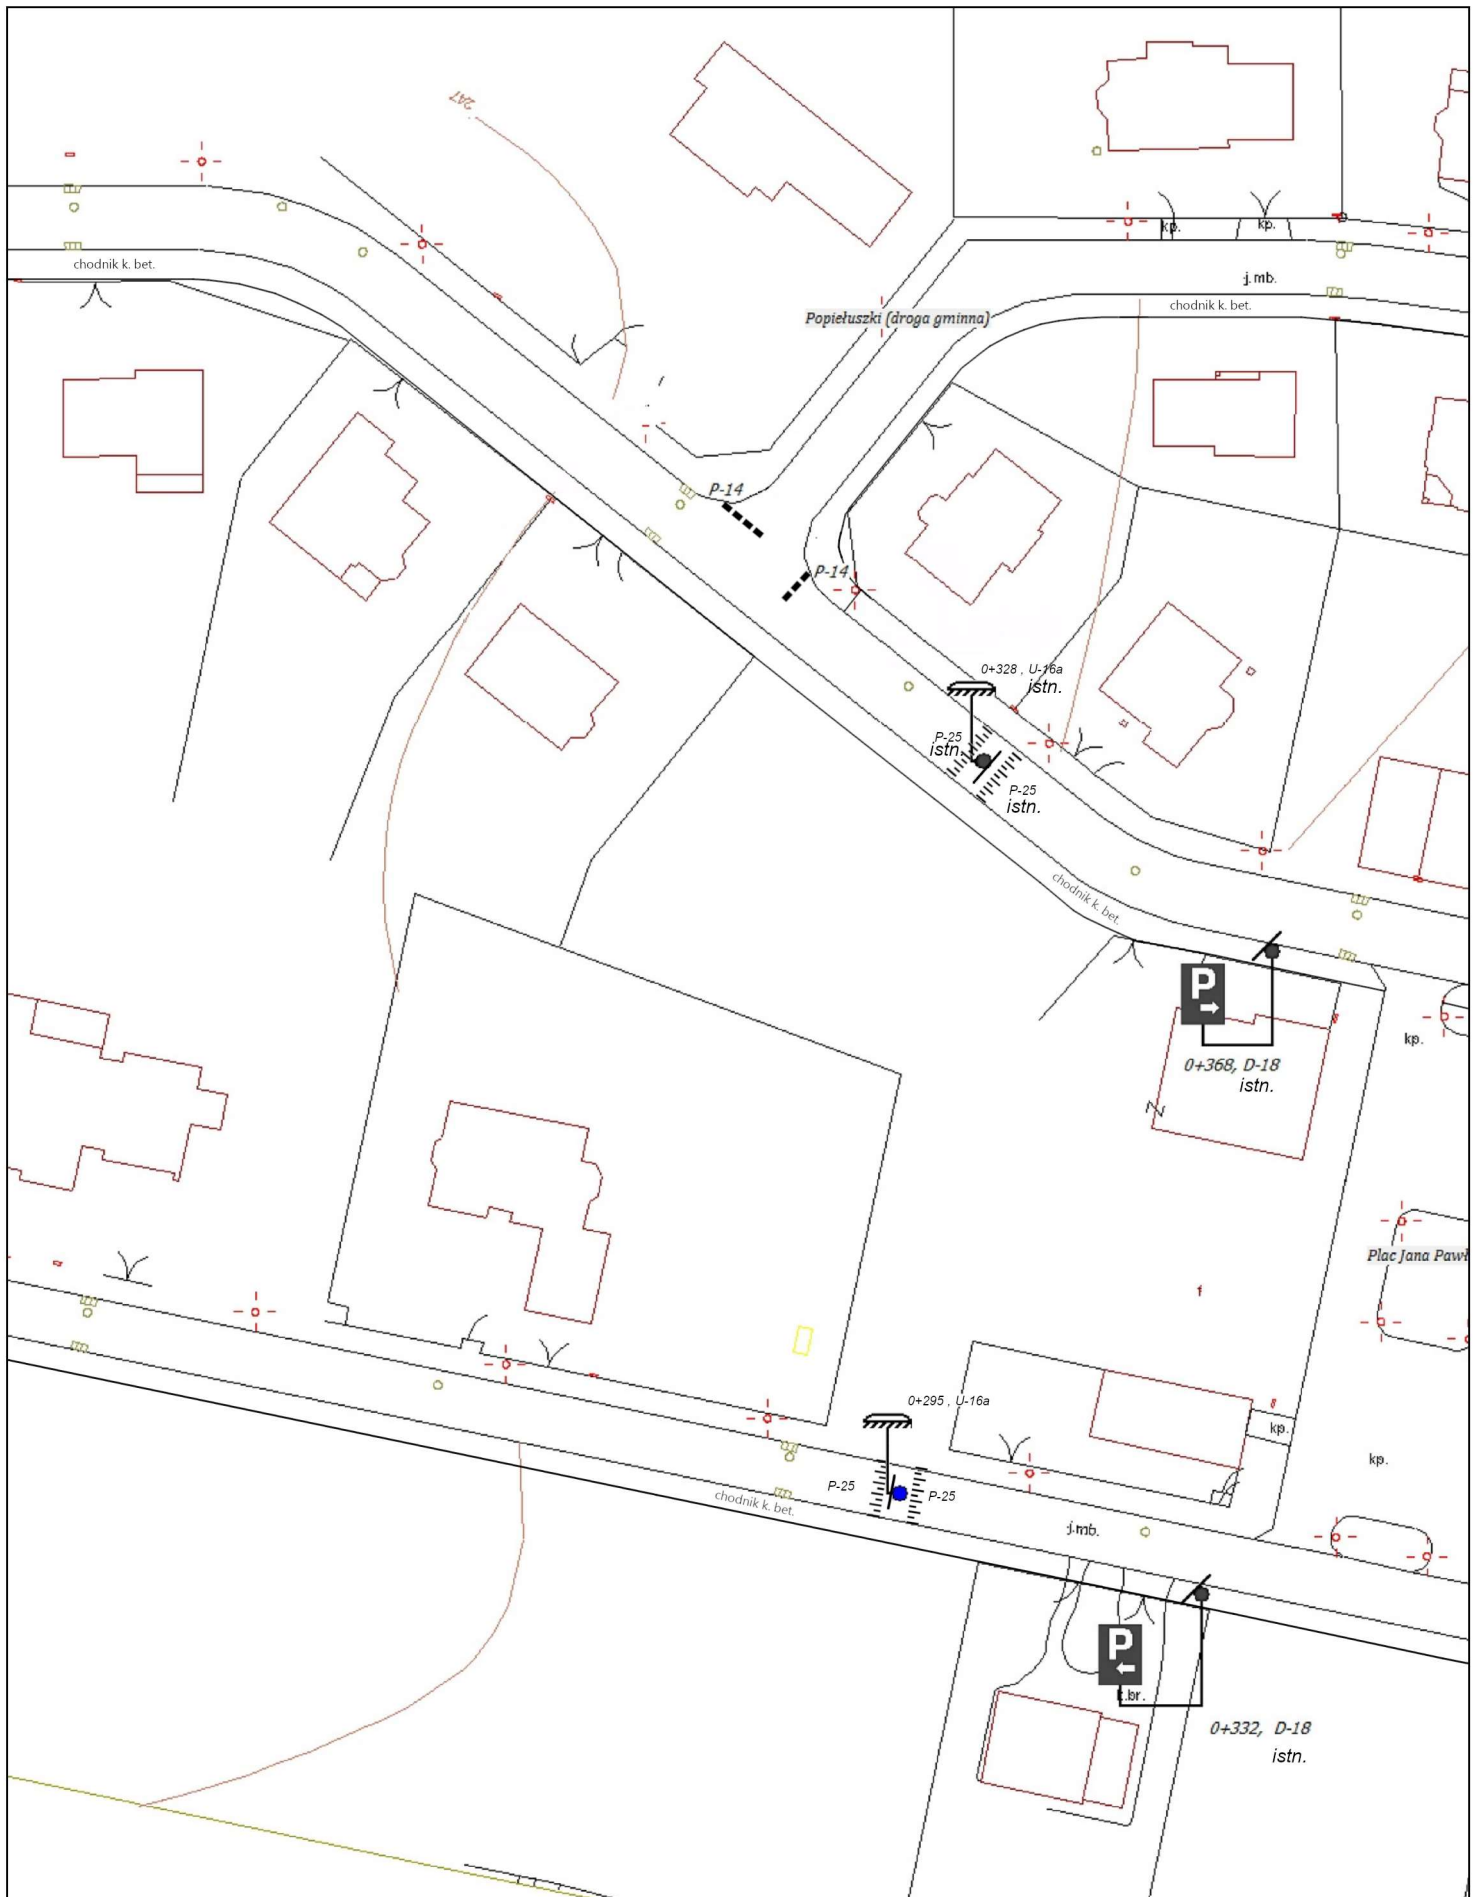 247
kp.
kp.
chodnik k. bet.
j.mb.
chodnik k. bet.
Popiełuszki (droga gminna)
P-14
P-14
0+328 , U-16a
istn.
P-25
istn.
P-25
istn.
chodnik k. bet.
P
kp.
0+368, D-18
istn.
Plac Jana Pawł
f
0+295 , U-16a
kp.
kp.
P-25
P-25
chodnik k. bet.
j.mb.
P
0+332, D-18
istn.